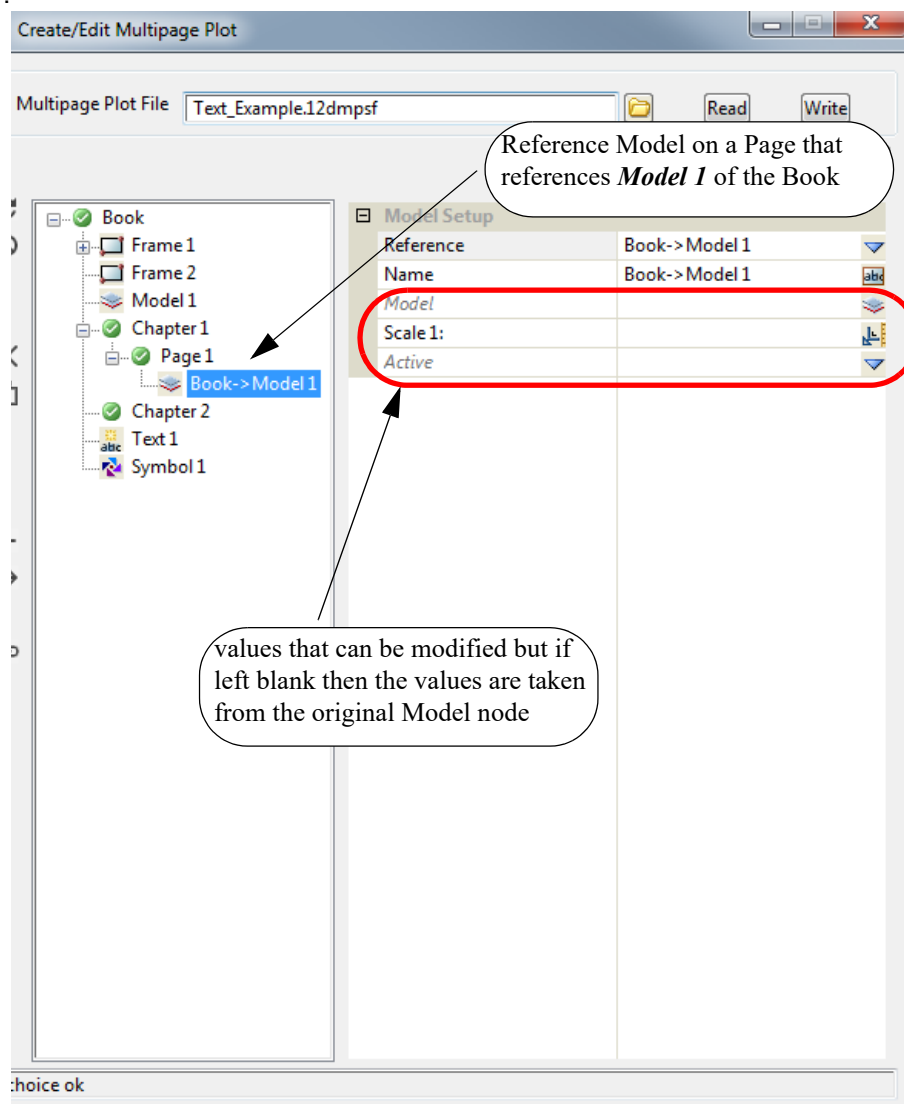 Create/Edit Multipage Plot
Multipage Plot File Text_Example.12dmpsf Read Write
Reference Model on a Page that
references Model 1 of the Book
Book
Frame 1
Frame 2
Model 1
Chapter 1
Page 1
Book->Model 1
Chapter 2
abc Text 1
Symbol 1
Model Setup
Reference Book->Model 1
Name Book->Model 1 abc
Model
Scale 1:
Active
values that can be modified but if
left blank then the values are taken
from the original Model node
choice ok